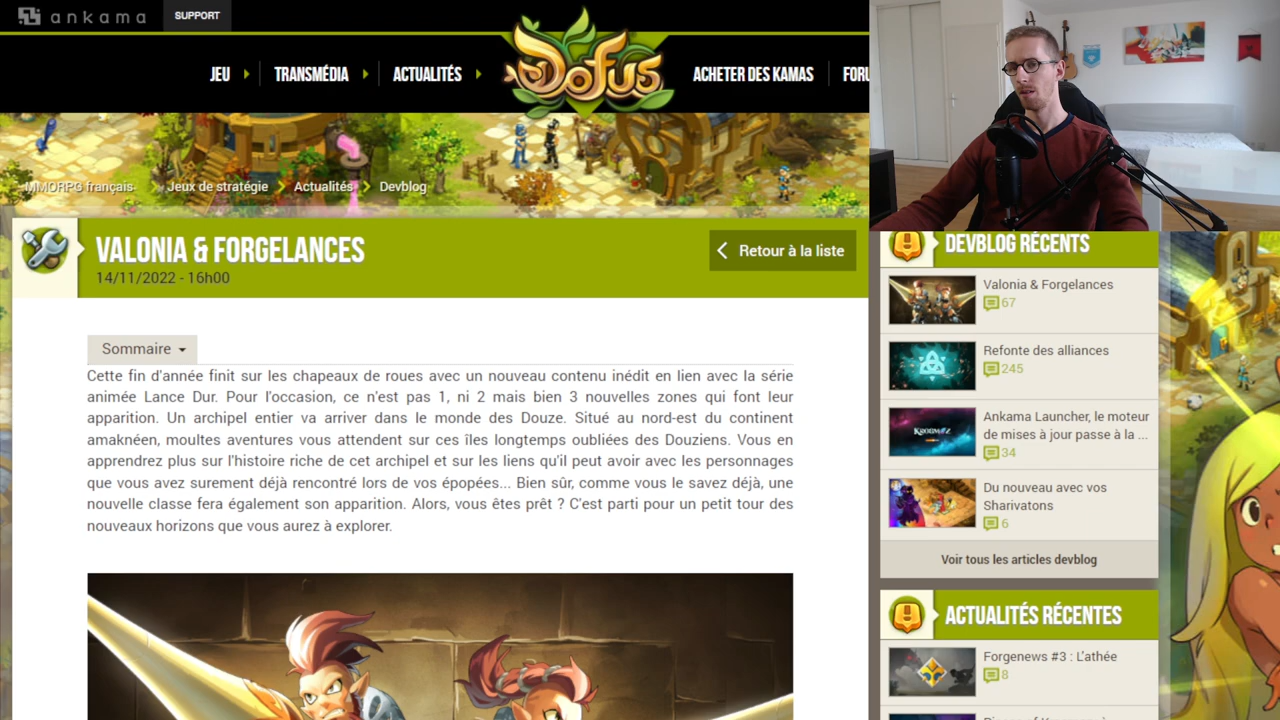 ankama
SUPPORT
JEU
TRANSMÉDIA
ACTUALITÉS
DOFUS
ACHETER DES KAMAS
FORU
MMORPG français
Jeux de stratégie
Actualités
Devblog
VALONIA & FORGELANCES
14/11/2022 - 16h00
Retour à la liste
Sommaire
Cette fin d'année finit sur les chapeaux de roues avec un nouveau contenu inédit en lien avec la série
animée Lance Dur. Pour l'occasion, ce n'est pas 1, ni 2 mais bien 3 nouvelles zones qui font leur
apparition. Un archipel entier va arriver dans le monde des Douze. Situé au nord-est du continent
amaknéen, moultes aventures vous attendent sur ces îles longtemps oubliées des Douziens. Vous en
apprendrez plus sur l'histoire riche de cet archipel et sur les liens qu'il peut avoir avec les personnages
que vous avez surement déjà rencontré lors de vos épopées... Bien sûr, comme vous le savez déjà, une
nouvelle classe fera également son apparition. Alors, vous êtes prêt ? C'est parti pour un petit tour des
nouveaux horizons que vous aurez à explorer.
DEVBLOG RÉCENTS
Valonia & Forgelances
67
Refonte des alliances
245
Ankama Launcher, le moteur
de mises à jour passe à la ...
34
Du nouveau avec vos
Sharivatons
6
Voir tous les articles devblog
ACTUALITÉS RÉCENTES
Forgenews #3 : L'athée
8